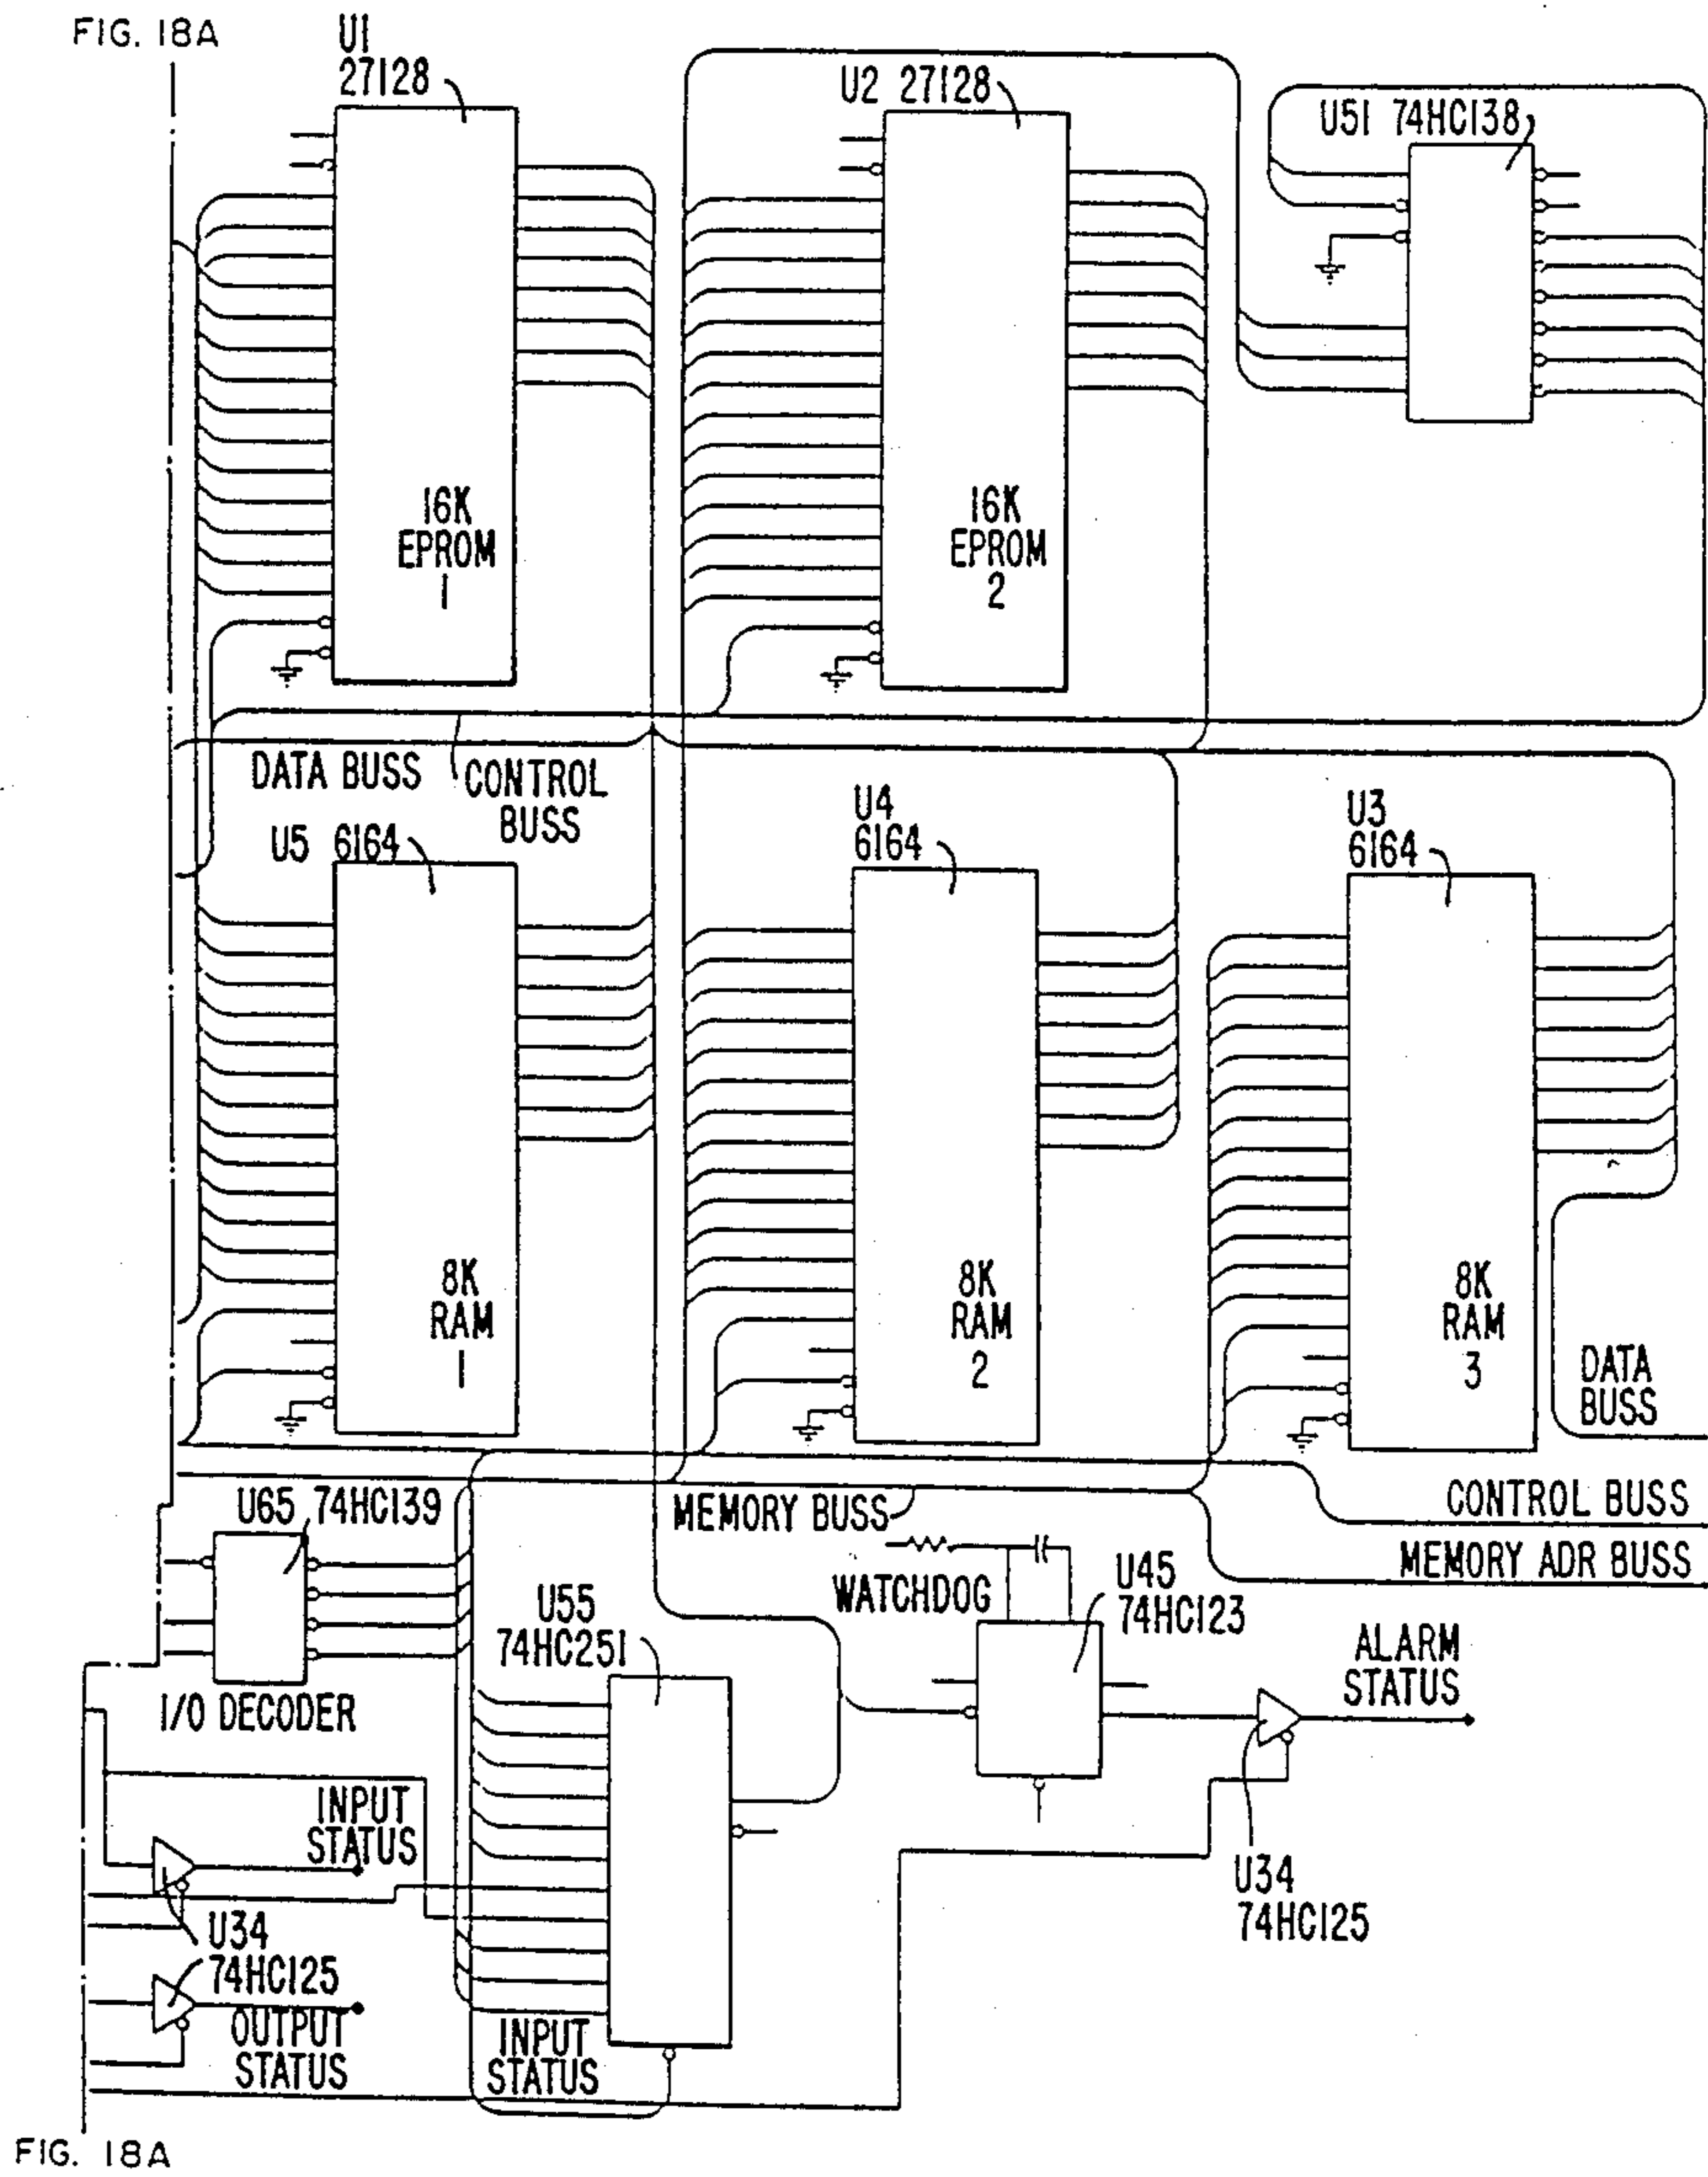 FIG. 18A
U1
27128
U2 27128
U51 74HC138
16K
EPROM
1
16K
EPROM
2
DATA BUSS
CONTROL
BUSS
U5 6164
U4
6164
U3
6164
8K
RAM
1
8K
RAM
2
8K
RAM
3
DATA
BUSS
U65 74HC139
MEMORY BUSS
CONTROL BUSS
MEMORY ADR BUSS
WATCHDOG
U45
74HC123
U55
74HC251
ALARM
STATUS
I/O DECODER
INPUT
STATUS
U34
74HC125
U34
74HC125
OUTPUT
STATUS
INPUT
STATUS
FIG. 18A